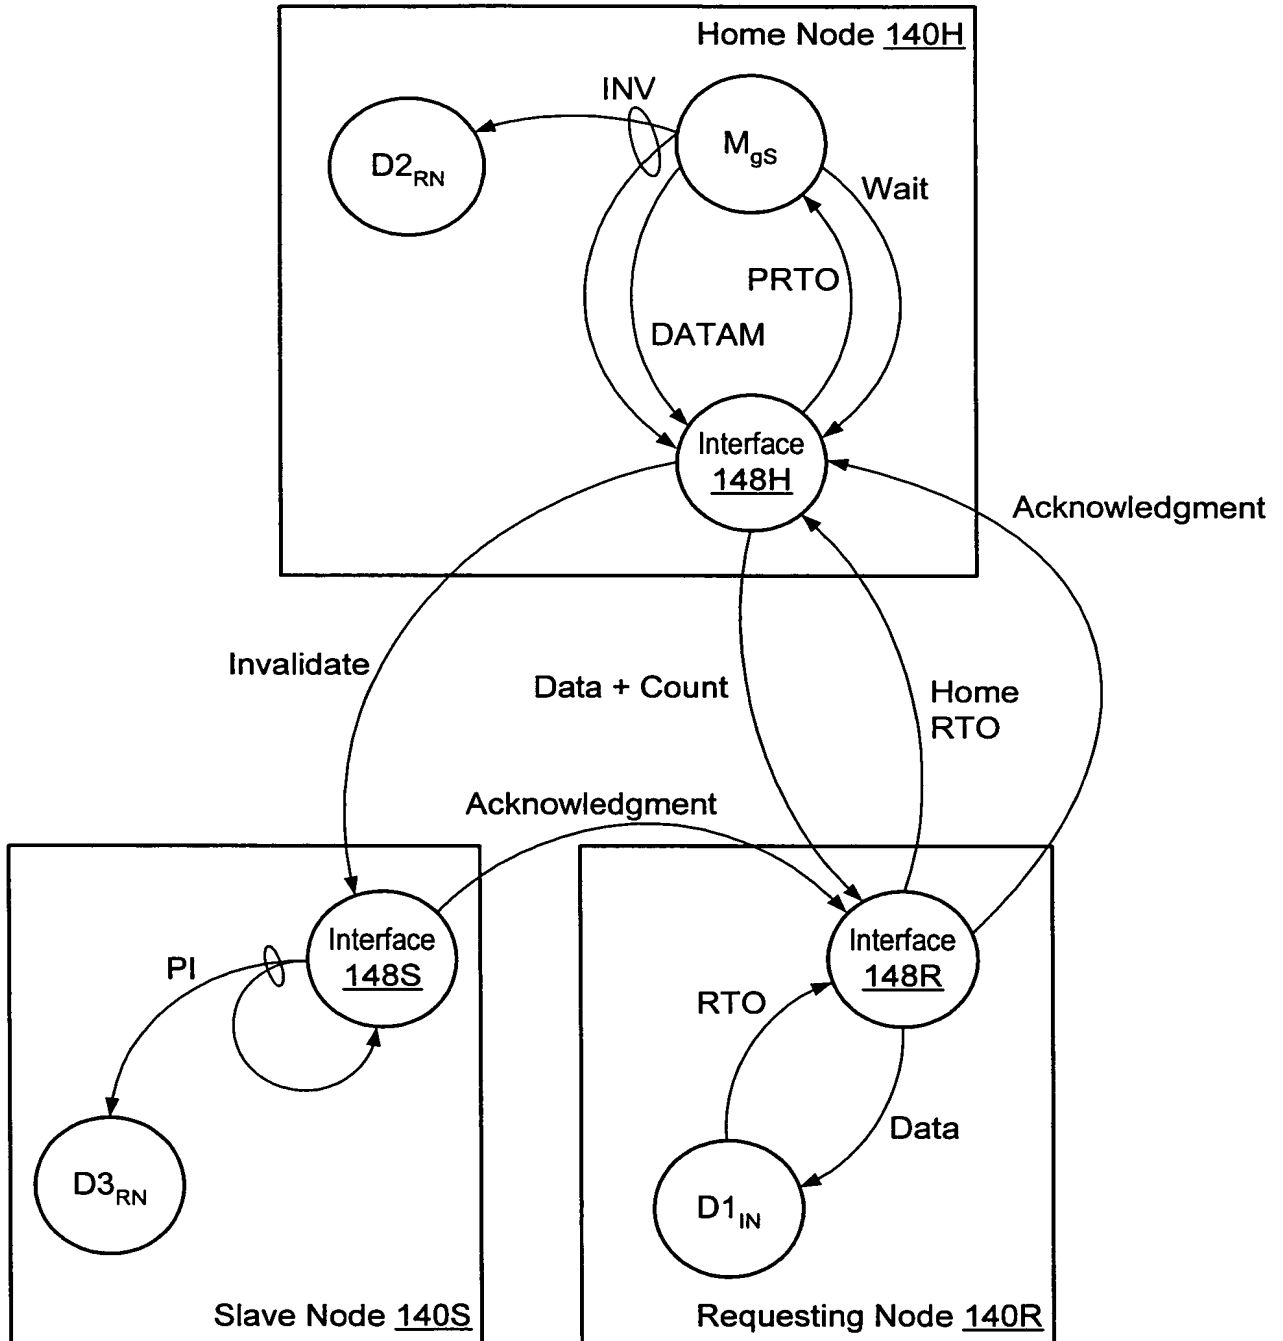 Home Node 140H
INV
D2RN
MgS
Wait
PRTO
DATAM
Interface
148H
Acknowledgment
Invalidate
Data + Count
Home
RTO
Acknowledgment
Interface
148S
Interface
148R
PI
RTO
Data
D3RN
D1IN
Slave Node 140S
Requesting Node 140R